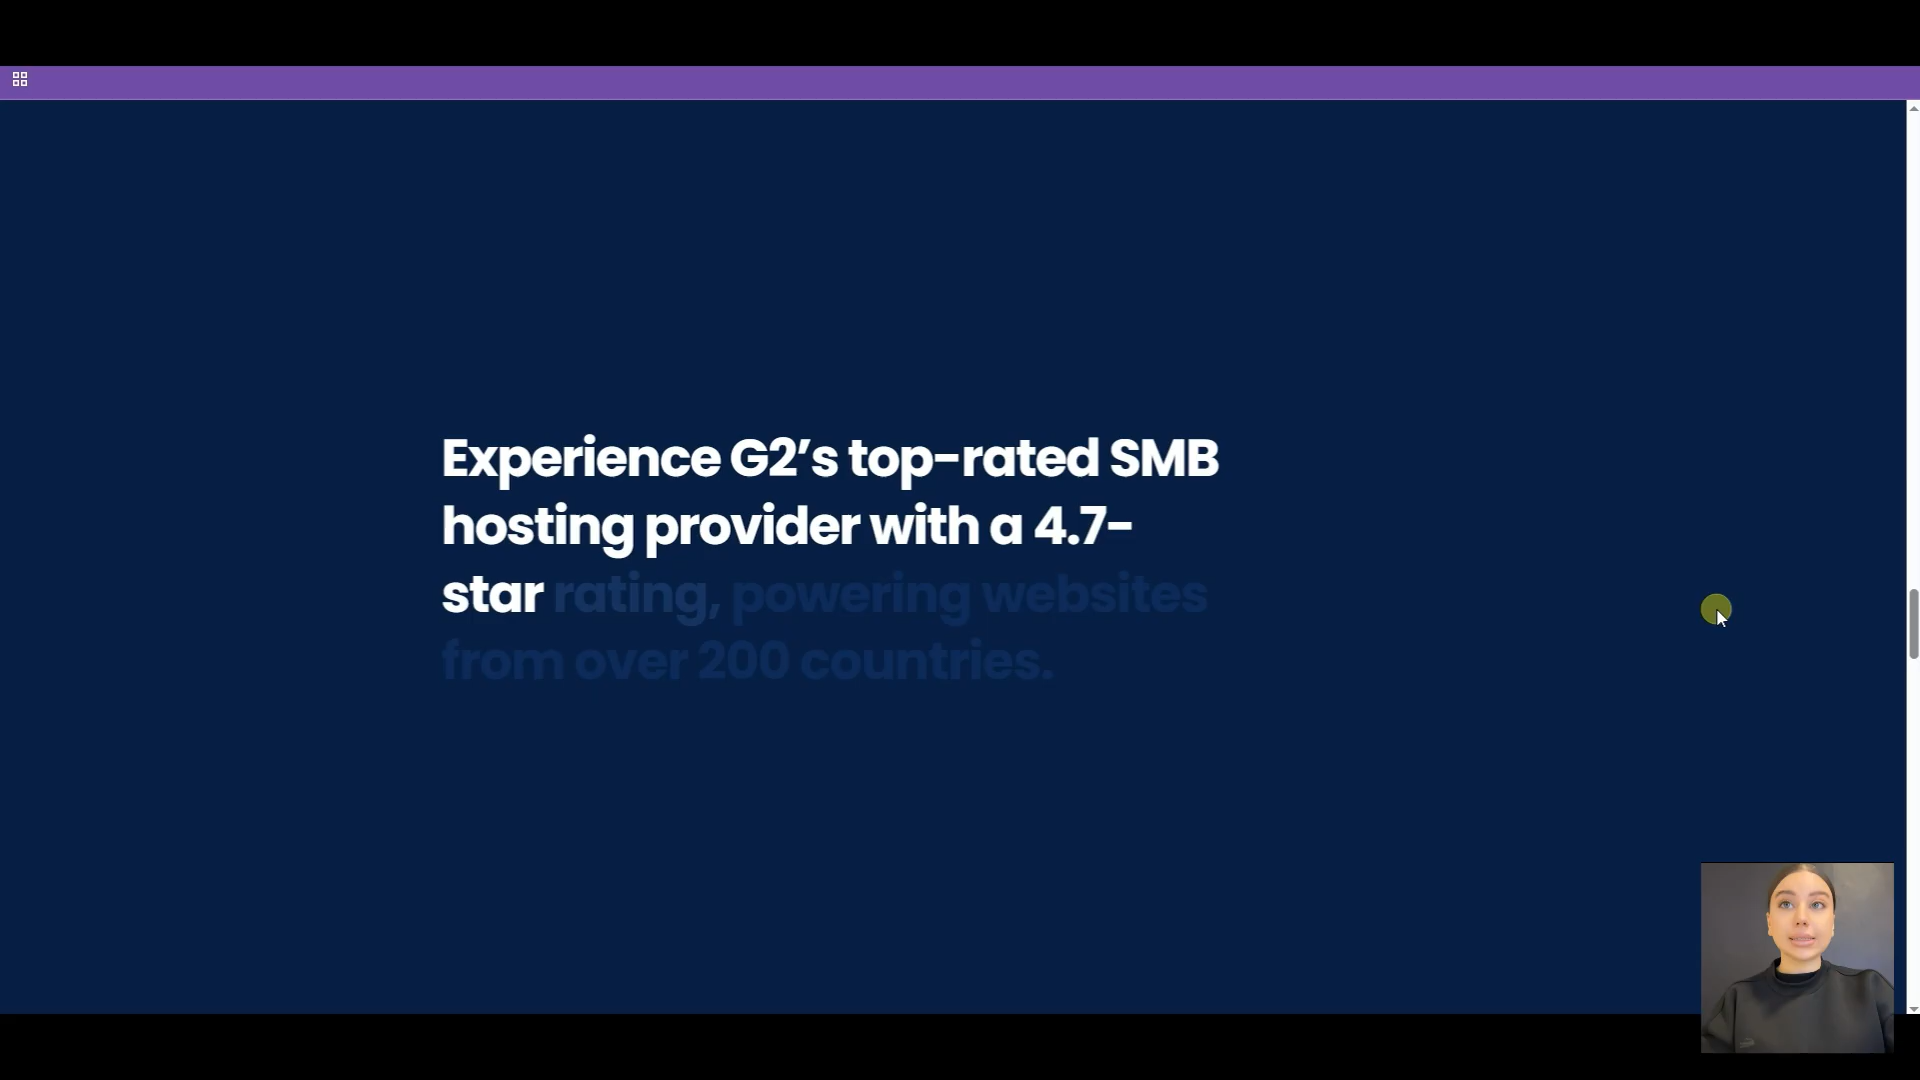 Experience G2’s top-rated SMB
hosting provider with a 4.7-
star rating, powering websites
from over 200 countries.